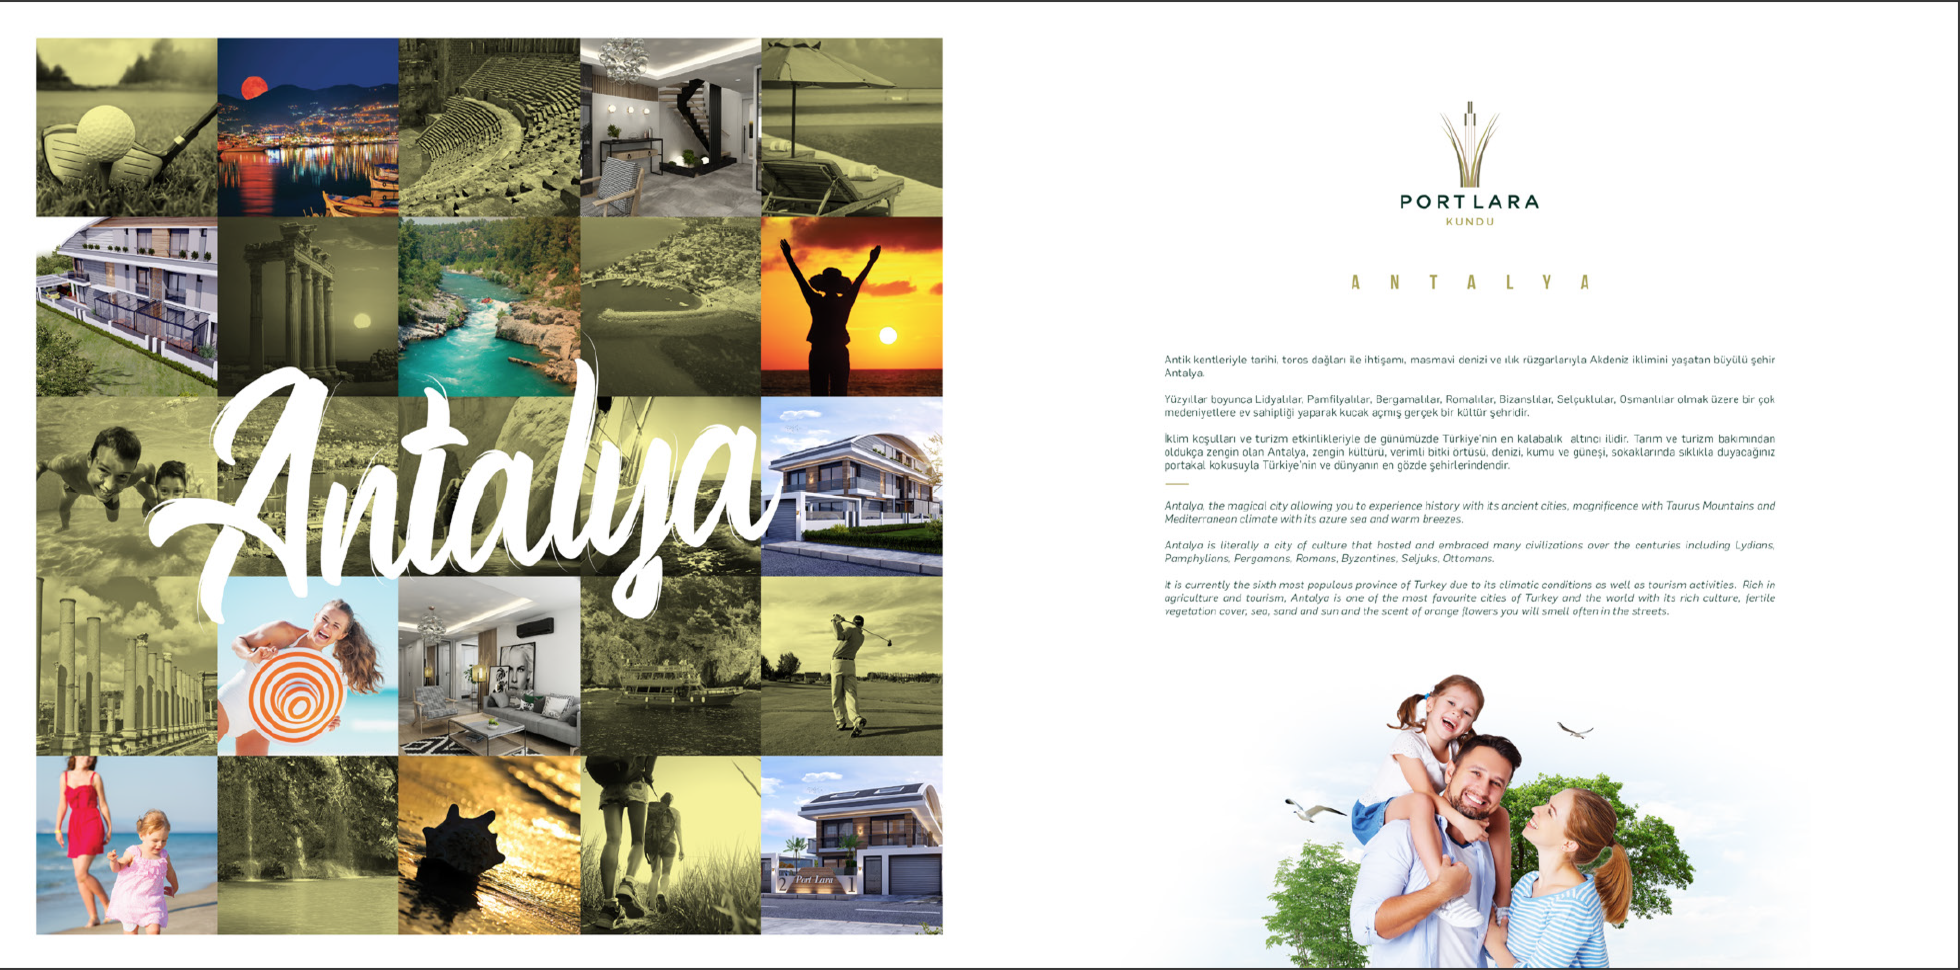 Antalya
2 Port Lara 1
PORT LARA
KUNDU
ANTALYA
Antik kentleriyle tarihi, toros dağları ile ihtişamı, masmavi denizi ve ılık rüzgarlarıyla Akdeniz iklimini yaşatan büyülü şehir
Antalya.
Yüzyıllar boyunca Lidyalılar, Pamfilyalılar, Bergamalılar, Romalılar, Bizanslılar, Selçuklular, Osmanlılar olmak üzere bir çok
medeniyetlere ev sahipliği yaparak kucak açmış gerçek bir kültür şehridir.
İklim koşulları ve turizm etkinlikleriyle de günümüzde Türkiye'nin en kalabalık altıncı ilidir. Tarım ve turizm bakımından
oldukça zengin olan Antalya, zengin kültürü, verimli bitki örtüsü, denizi, kumu ve güneşi, sokaklarında sıklıkla duyacağınız
portakal kokusuyla Türkiye'nin ve dünyanın en gözde şehirlerindendir.
Antalya, the magical city allowing you to experience history with its ancient cities, magnificence with Taurus Mountains and
Mediterranean climate with its azure sea and warm breezes.
Antalya is literally a city of culture that hosted and embraced many civilizations over the centuries including Lydians,
Pamphylions, Pergamons, Romans, Byzantines, Seljuks, Ottomans.
It is currently the sixth most populous province of Turkey due to its climatic conditions as well as tourism activities. Rich in
agriculture and tourism, Antalya is one of the most favourite cities of Turkey and the world with its rich culture, fertile
vegetation cover, sea, sand and sun and the scent of orange flowers you will smell often in the streets.